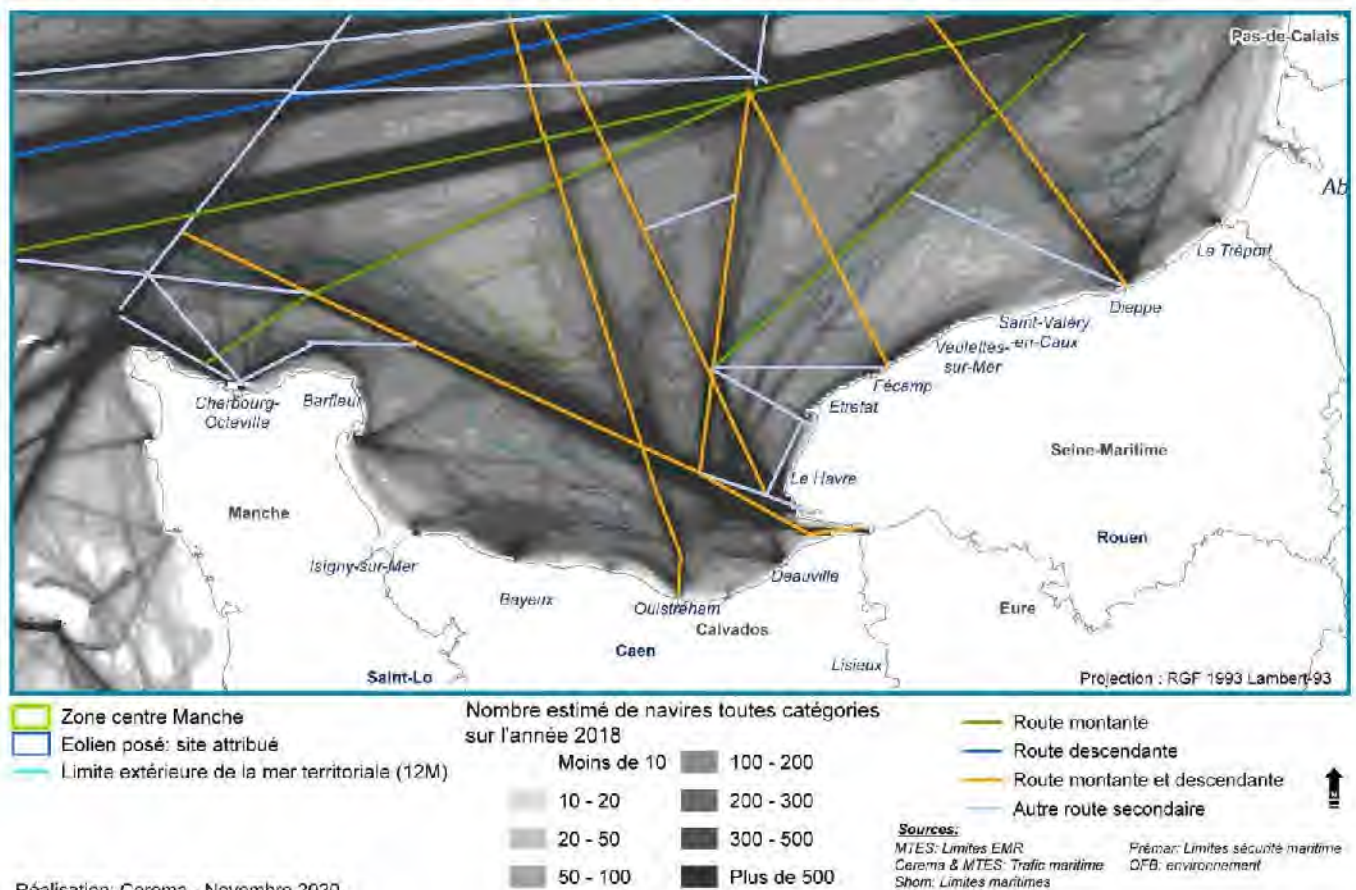 Pas-de-Calais
Ab
Le Tréport
Dieppe
Saint-Valéry
-en-Caux
Veulettes-
sur-Mer
Fécamp
Etretat
Cherbourg-
Octeville
Barfleur
Seine-Maritime
Le Havre
Manche
Rouen
Isigny-sur-Mer
Deauville
Bayeux
Ouistreham
Eure
Calvados
Caen
Lisieux
Saint-Lo
Projection : RGF 1993 Lambert-93
Zone centre Manche
Eolien posé: site attribué
Limite extérieure de la mer territoriale (12M)
Nombre estimé de navires toutes catégories
sur l'année 2018
Moins de 10
10 - 20
20 - 50
50 - 100
100 - 200
200 - 300
300 - 500
Plus de 500
Route montante
Route descendante
Route montante et descendante
Autre route secondaire
Sources:
MTES: Limites EMR
Cerema & MTES: Trafic maritime
Shom: Limites maritimes
Prémar: Limites sécurité maritime
OFB: environnement
Réalisation: Cerema - Novembre 2020